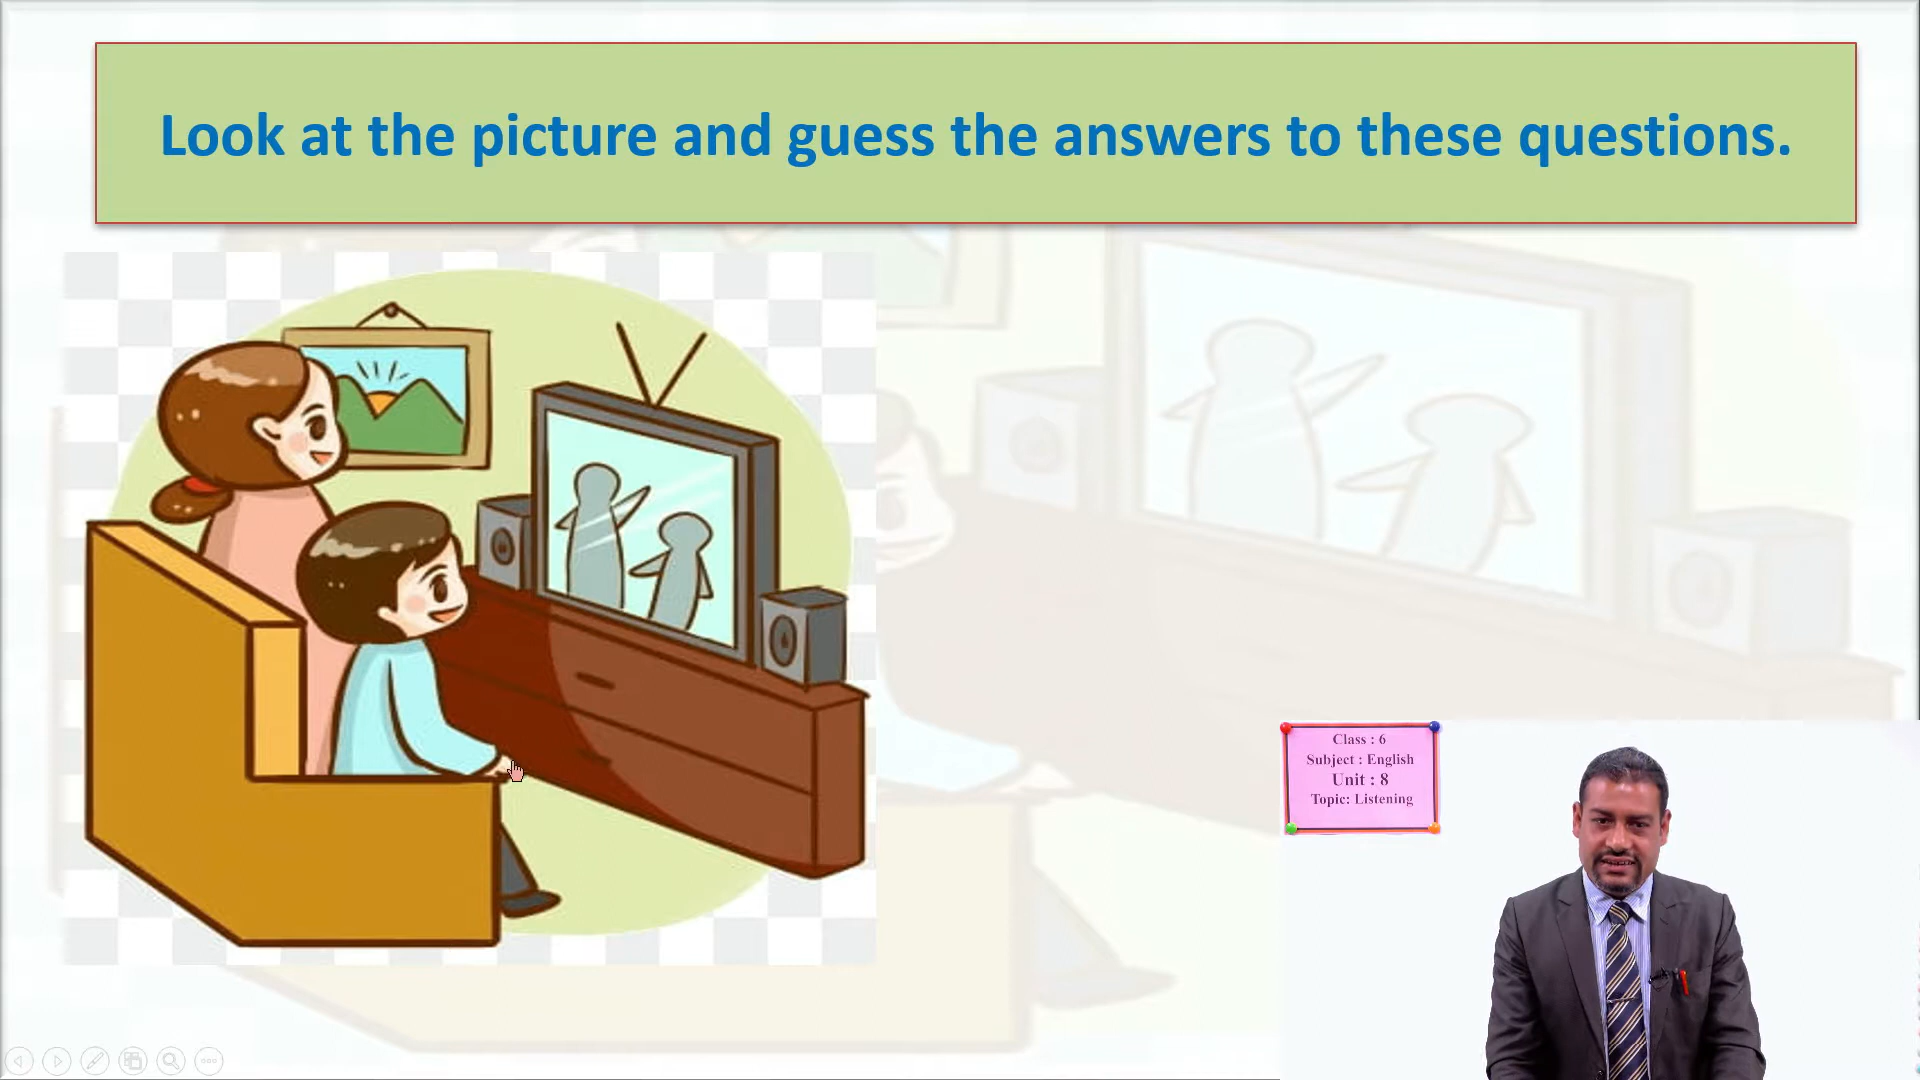 Look at the picture and guess the answers to these questions.
Class : 6
Subject : English
Unit : 8
Topic: Listening